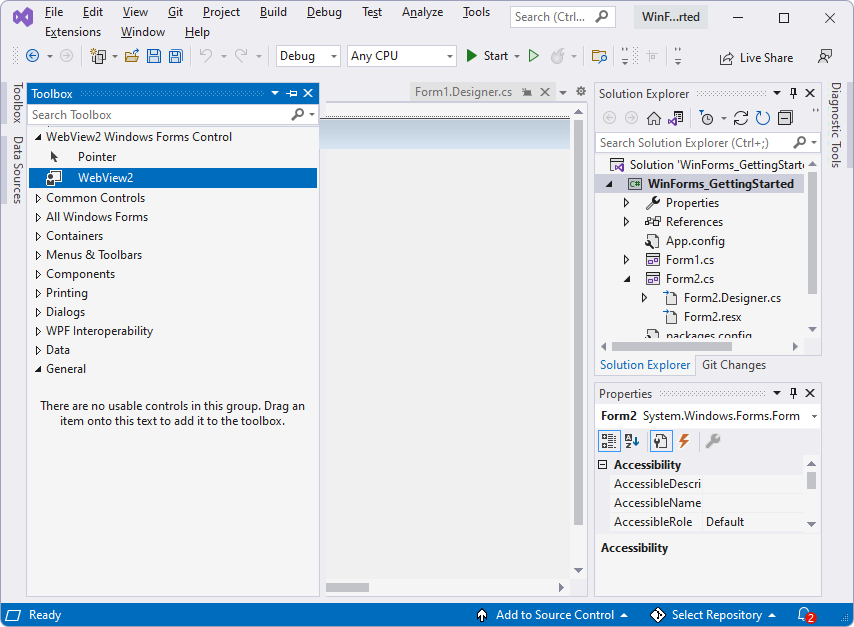 File Edit View Git Project Build Debug Test Analyze Tools Search (Ctrl... WinF...rted
Extensions Window Help
Debug Any CPU Start Live Share
Toolbox
Data Sources
Toolbox
Search Toolbox
WebView2 Windows Forms Control
Pointer
WebView2
Common Controls
All Windows Forms
Containers
Menus & Toolbars
Components
Printing
Dialogs
WPF Interoperability
Data
General
There are no usable controls in this group. Drag an
item onto this text to add it to the toolbox.
Form1.Designer.cs
Solution Explorer
Search Solution Explorer (Ctrl+;)
Solution 'WinForms_GettingStart
C# WinForms_GettingStarted
Properties
References
App.config
Form1.cs
Form2.cs
Form2.Designer.cs
Form2.resx
packages.config
Solution Explorer Git Changes
Properties
Form2 System.Windows.Forms.Form
Accessibility
AccessibleDescri
AccessibleName
AccessibleRole Default
Accessibility
Diagnostic Tools
Ready Add to Source Control Select Repository 2